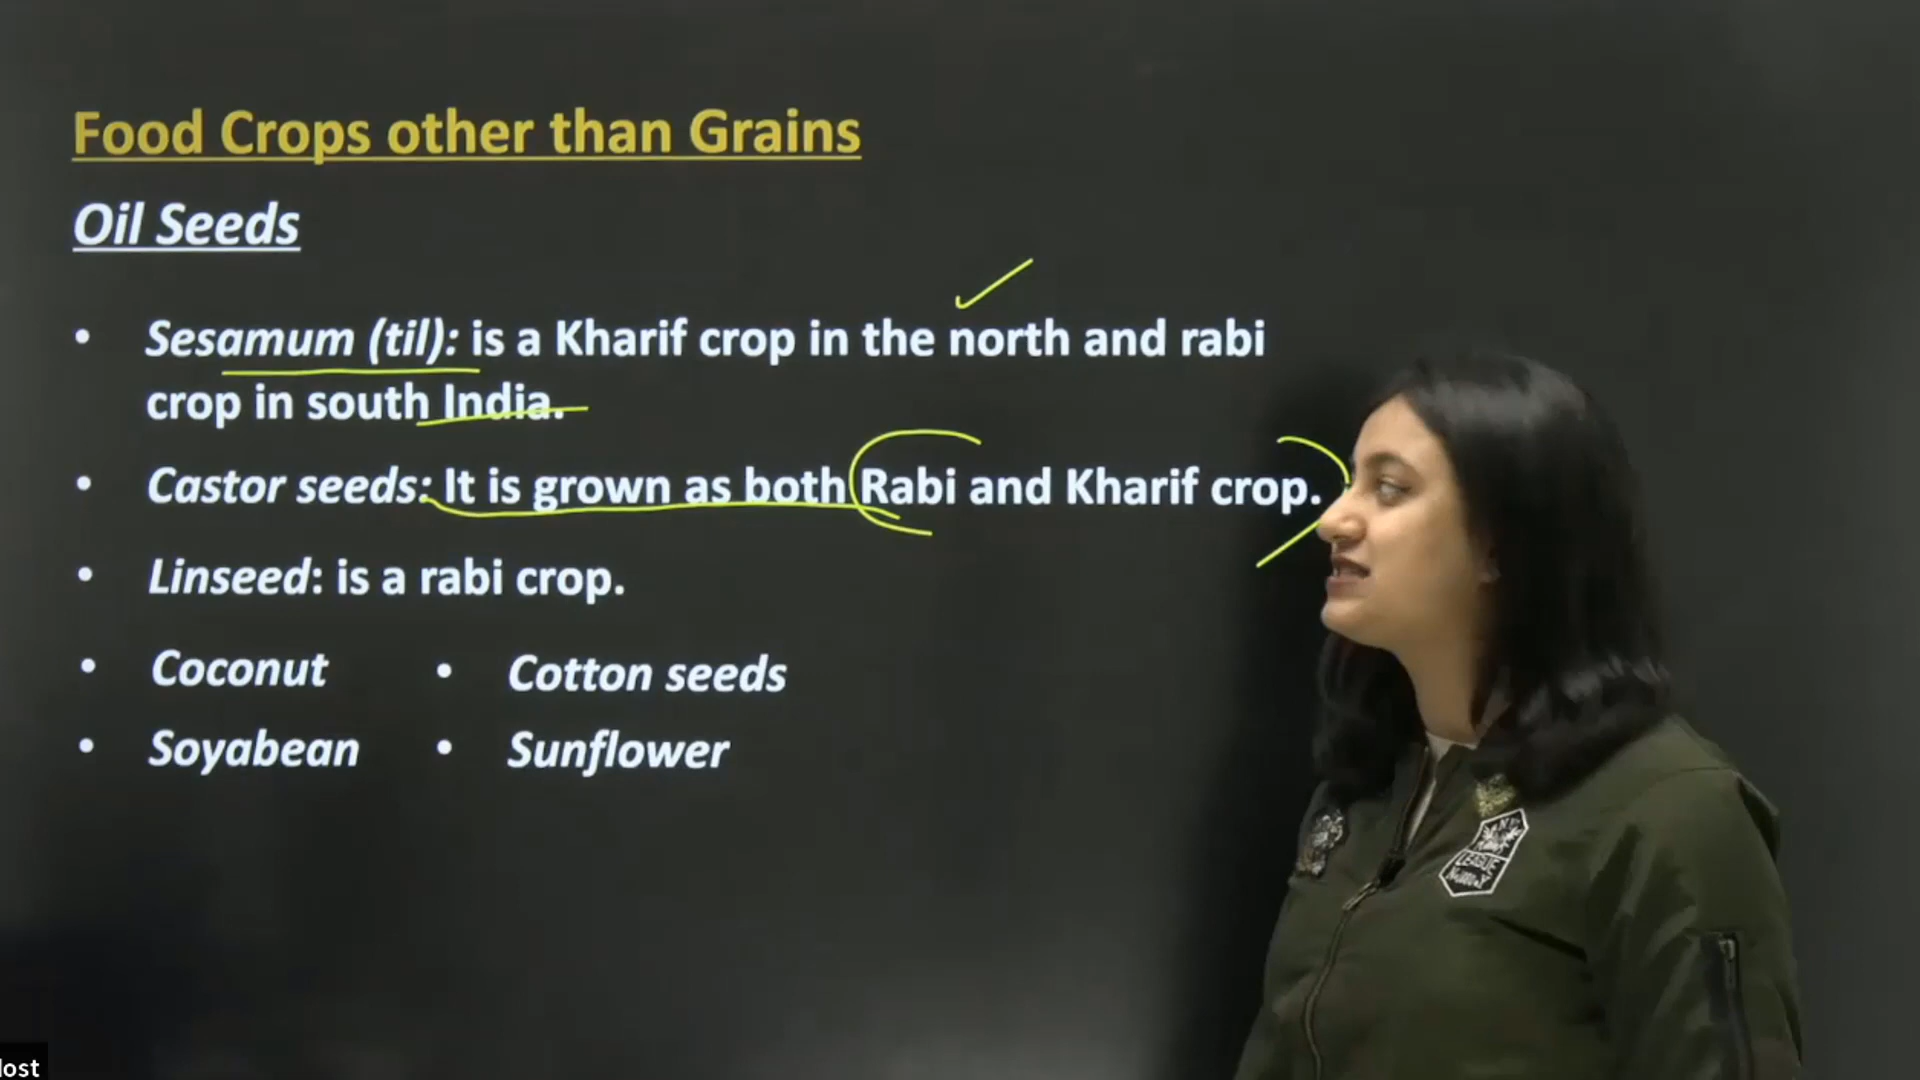 Food Crops other than Grains
Oil Seeds
• Sesamum (til): is a Kharif crop in the north and rabi
crop in south India.
• Castor seeds: It is grown as both Rabi and Kharif crop.
• Linseed: is a rabi crop.
• Coconut • Cotton seeds
• Soyabean • Sunflower
LEAGUE